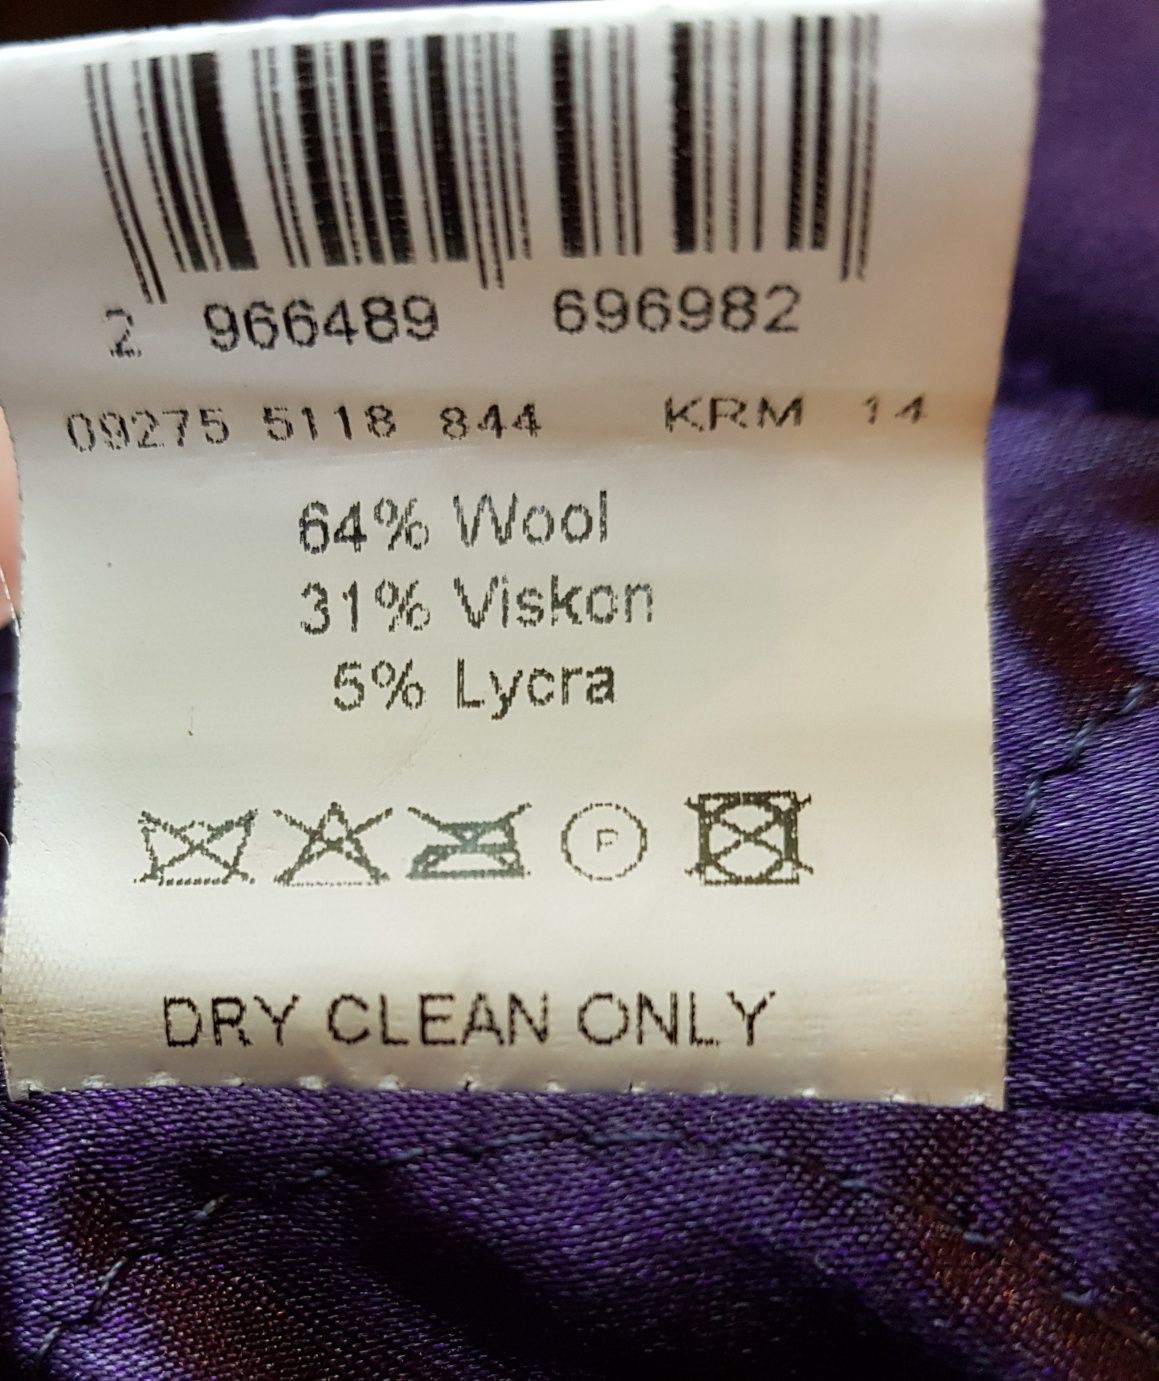 2 966489 696982
09275 5118 844 KRM 14
64% Wool
31% Viskon
5% Lycra
P
DRY CLEAN ONLY